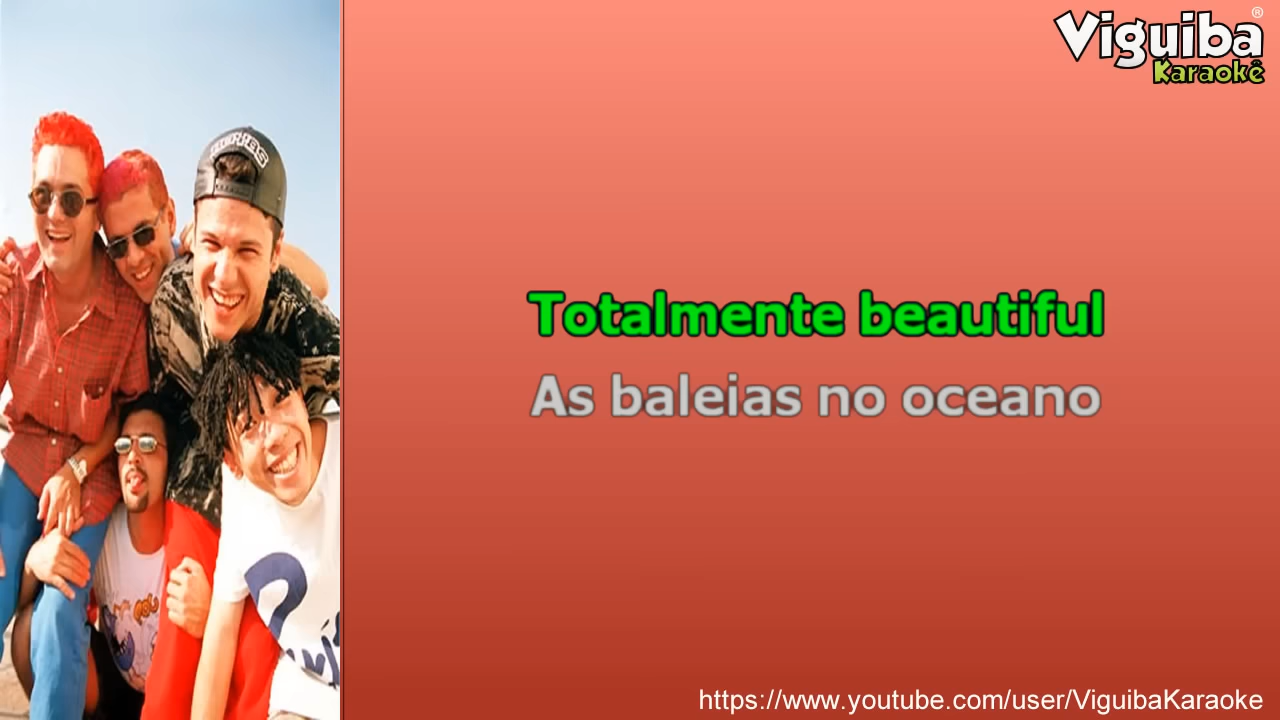 Viguiba®
Karaokê
Totalmente beautiful
As baleias no oceano
https://www.youtube.com/user/ViguibaKaraoke